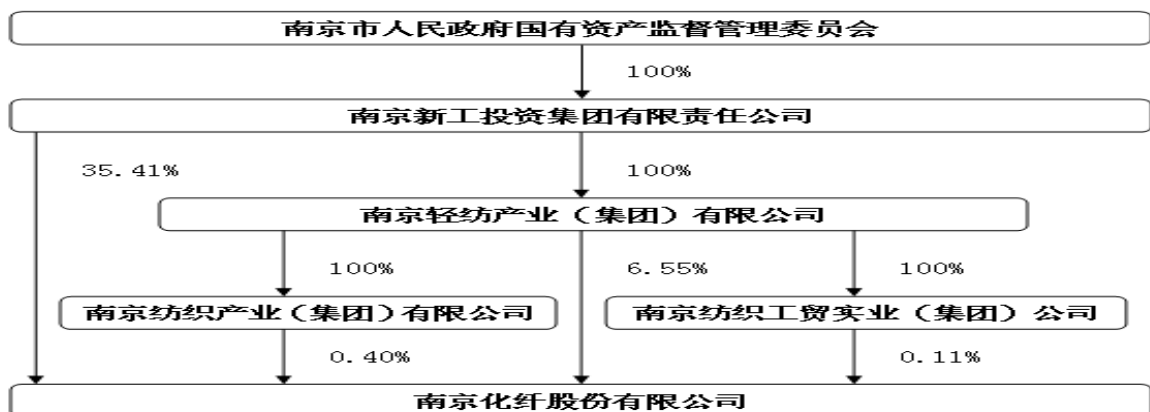 南京市人民政府国有资产监督管理委员会
100%
南京新工投资集团有限责任公司
35.41%
100%
南京轻纺产业（集团）有限公司
100%
6.55%
100%
南京纺织产业（集团）有限公司
南京纺织工贸实业（集团）公司
0.40%
0.11%
南京化纤股份有限公司